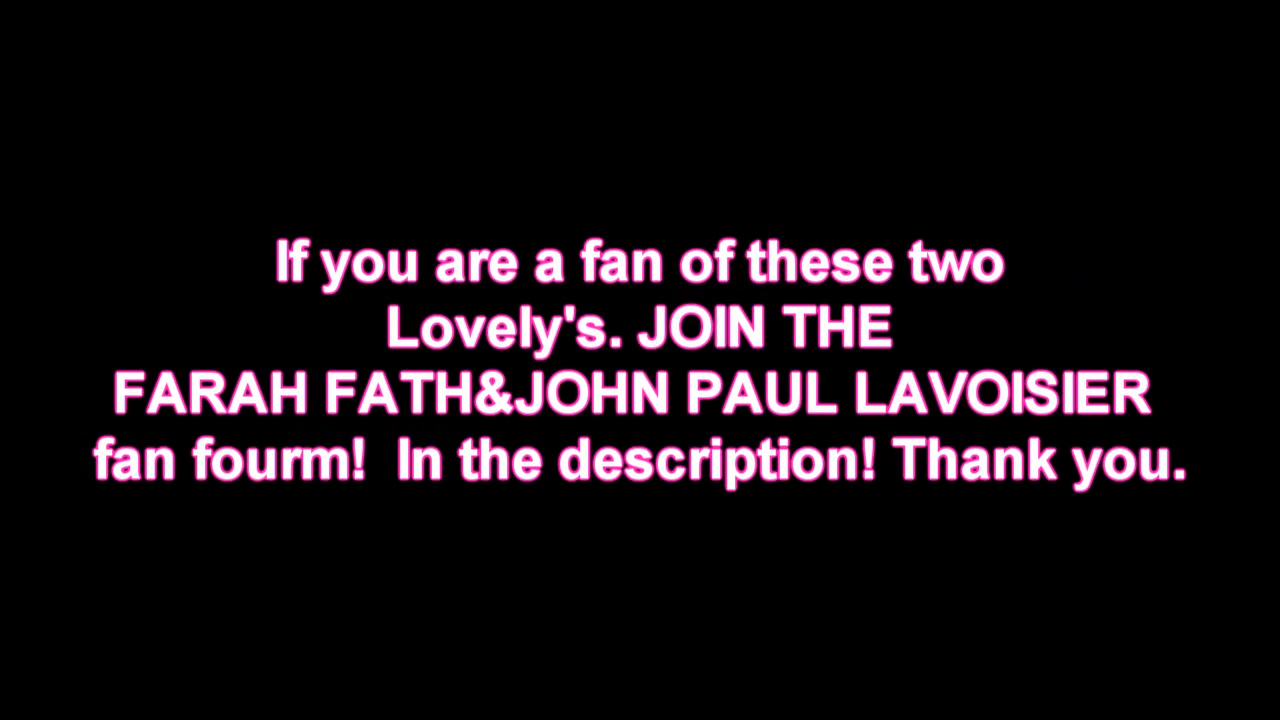 If you are a fan of these two
Lovely's. JOIN THE
FARAH FATH&JOHN PAUL LAVOISIER
fan fourm!  In the description! Thank you.